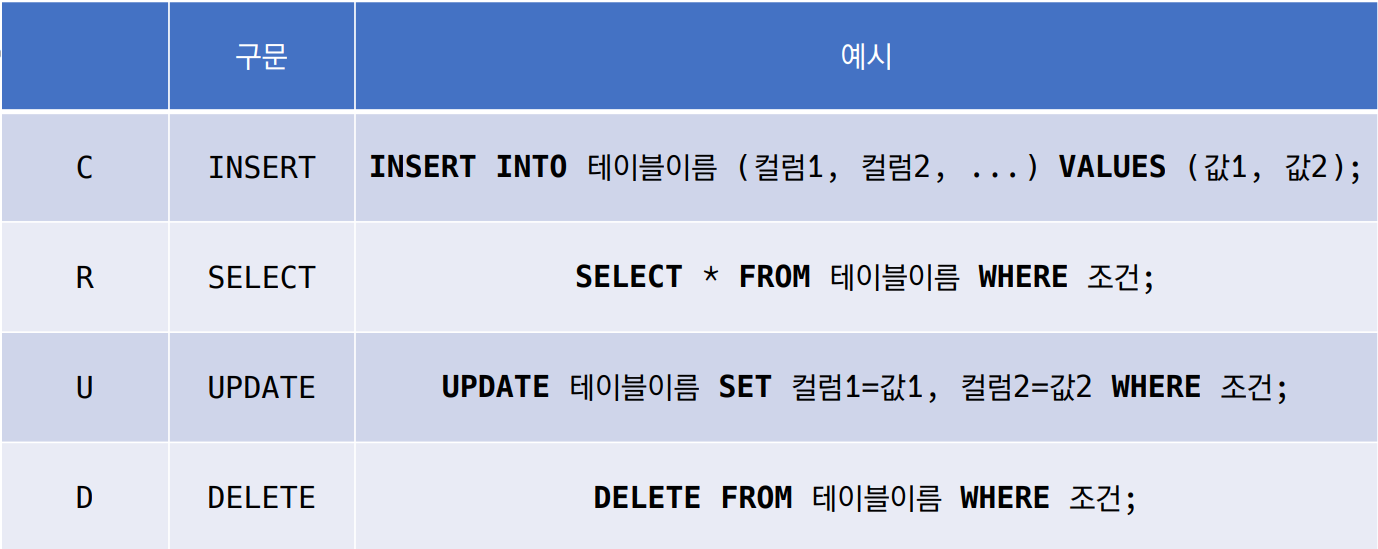 구문 예시
C INSERT INSERT INTO 테이블이름 (컬럼1, 컬럼2, ...) VALUES (값1, 값2);
R SELECT SELECT * FROM 테이블이름 WHERE 조건;
U UPDATE UPDATE 테이블이름 SET 컬럼1=값1, 컬럼2=값2 WHERE 조건;
D DELETE DELETE FROM 테이블이름 WHERE 조건;